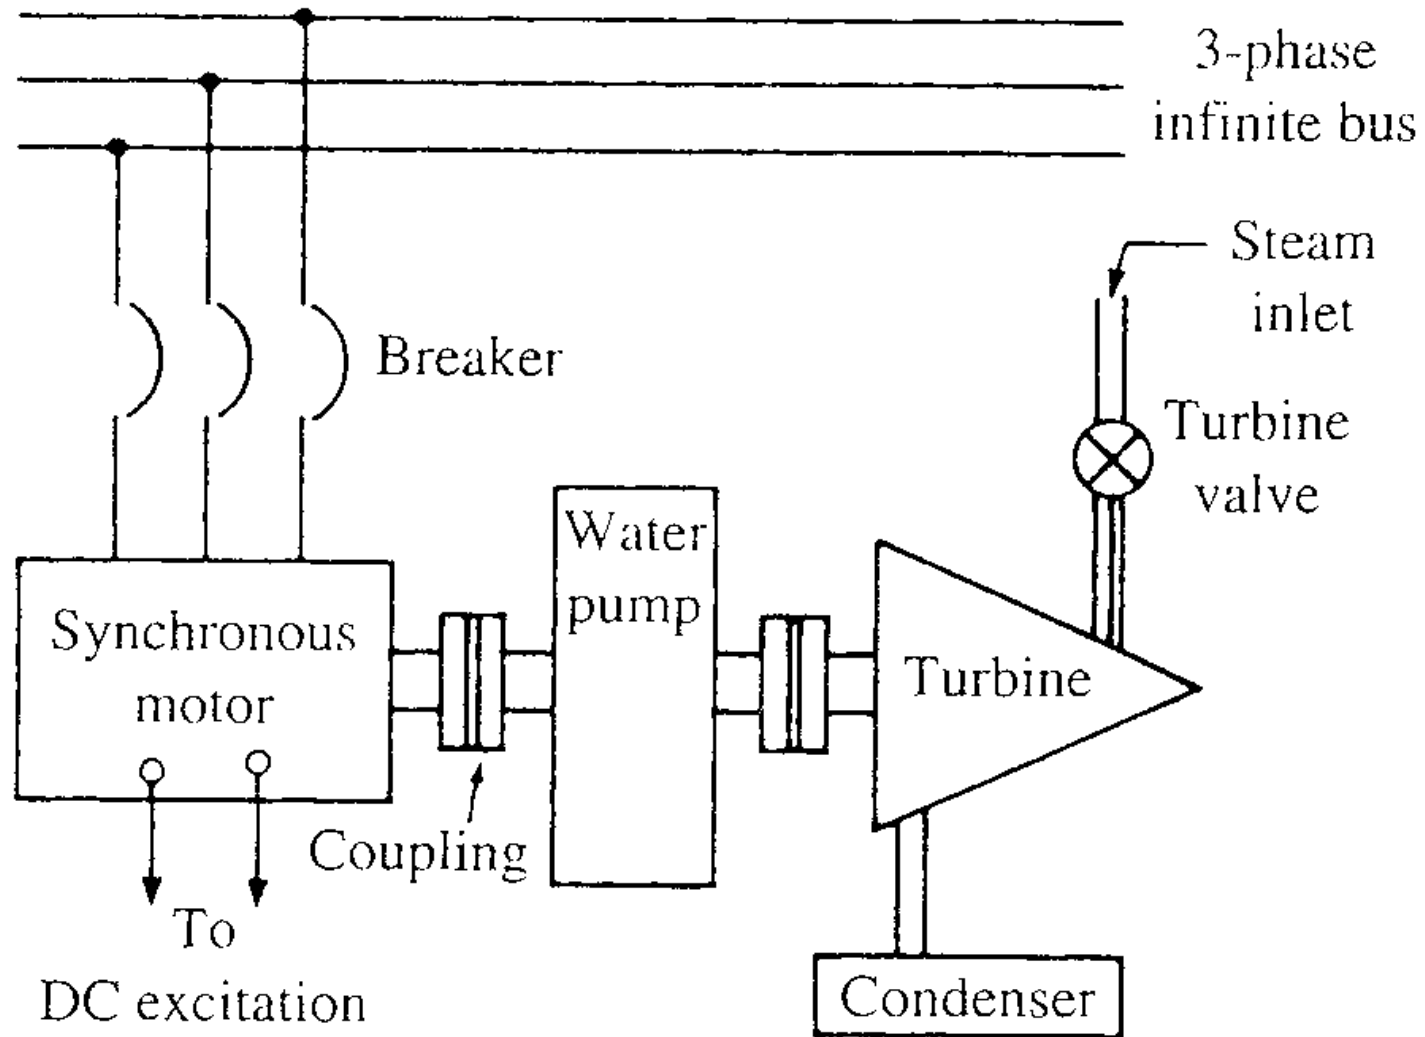 3-phase
infinite bus
Steam
inlet
Breaker
Turbine
valve
Water
pump
Synchronous
motor
Turbine
Coupling
To
DC excitation
Condenser